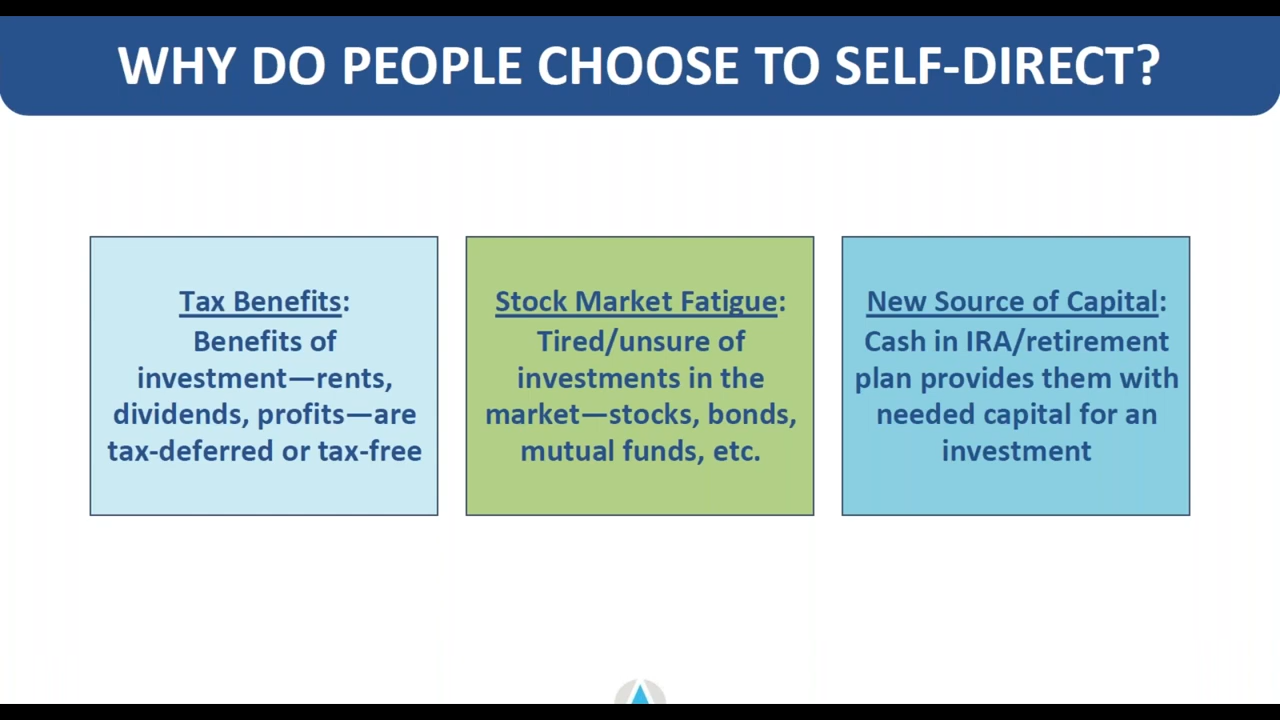 WHY DO PEOPLE CHOOSE TO SELF-DIRECT?
Tax Benefits:
Benefits of
investment—rents,
dividends, profits—are
tax-deferred or tax-free
Stock Market Fatigue:
Tired/unsure of
investments in the
market—stocks, bonds,
mutual funds, etc.
New Source of Capital:
Cash in IRA/retirement
plan provides them with
needed capital for an
investment